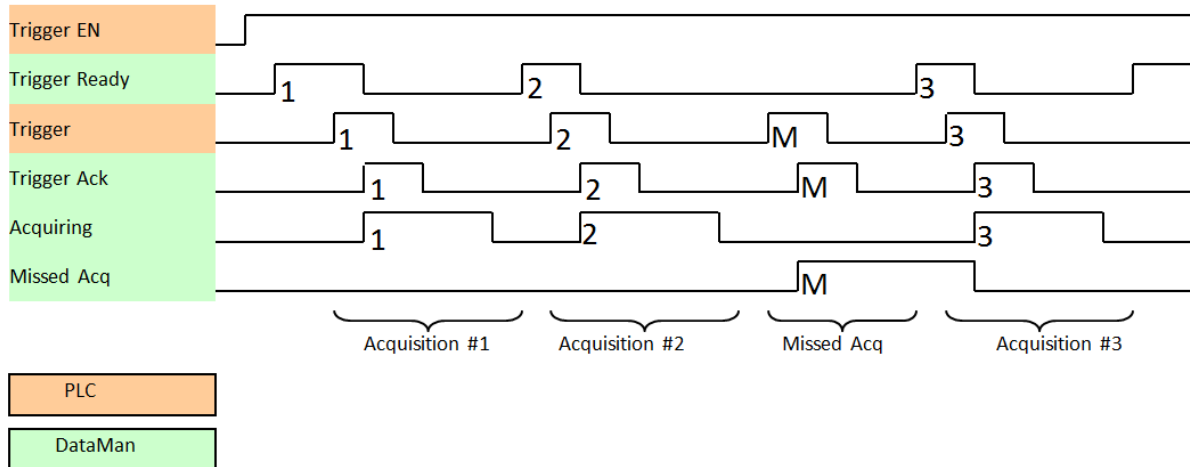 Trigger EN
Trigger Ready 1 2 3
Trigger 1 2 M 3
Trigger Ack 1 2 M 3
Acquiring 1 2 3
Missed Acq M
Acquisition #1 Acquisition #2 Missed Acq Acquisition #3
PLC
DataMan